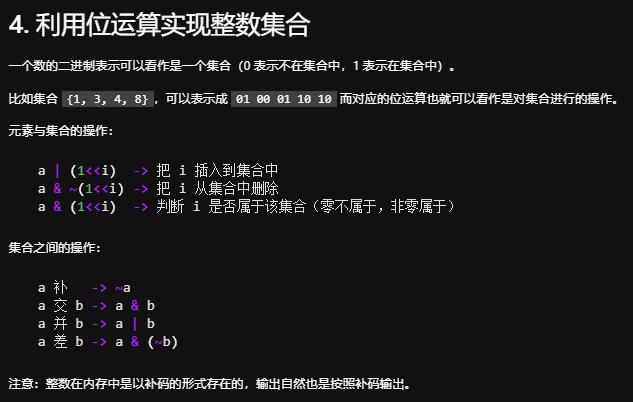 4. 利用位运算实现整数集合
一个数的二进制表示可以看作是一个集合（0 表示不在集合中，1 表示在集合中）。
比如集合 {1, 3, 4, 8}，可以表示成 01 00 01 10 10 而对应的位运算也就可以看作是对集合进行的操作。
元素与集合的操作：
a | (1<<i)  -> 把 i 插入到集合中
a & ~(1<<i) -> 把 i 从集合中删除
a & (1<<i)  -> 判断 i 是否属于该集合（零不属于，非零属于）
集合之间的操作：
a 补   -> ~a
a 交 b -> a & b
a 并 b -> a | b
a 差 b -> a & (~b)
注意：整数在内存中是以补码的形式存在的，输出自然也是按照补码输出。